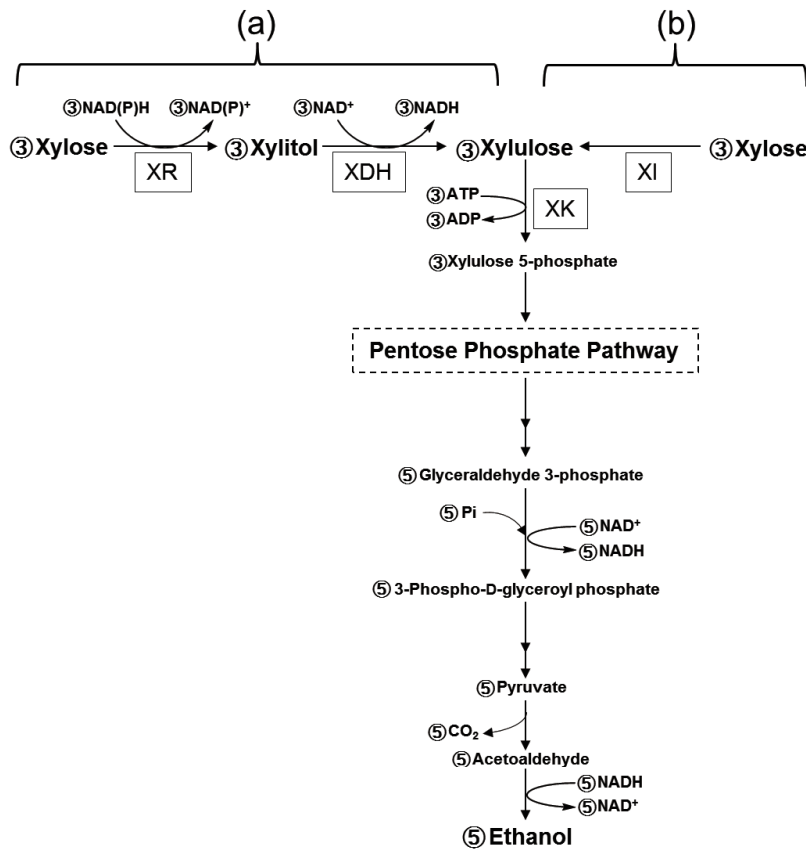 (a) (b)
③NAD(P)H ③NAD(P)⁺ ③NAD⁺ ③NADH
③Xylose ③Xylitol ③Xylulose ③Xylose
XR XDH XI
③ATP
③ADP
XK
③Xylulose 5-phosphate
Pentose Phosphate Pathway
⑤Glyceraldehyde 3-phosphate
⑤Pi
⑤NAD⁺
⑤NADH
⑤3-Phospho-D-glyceroyl phosphate
⑤Pyruvate
⑤CO₂
⑤Acetoaldehyde
⑤NADH
⑤NAD⁺
⑤Ethanol